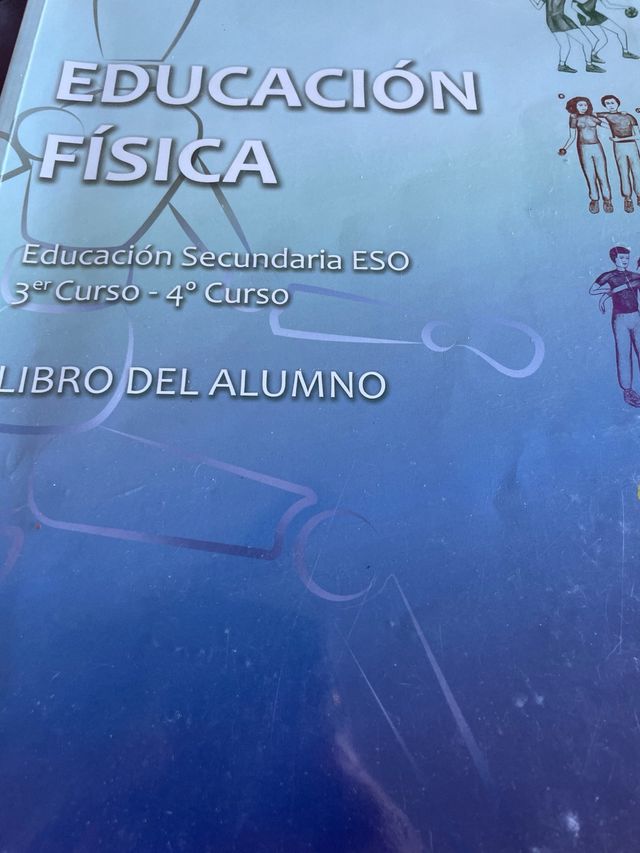 EDUCACIÓN
FÍSICA
Educación Secundaria ESO
3er Curso - 4º Curso
LIBRO DEL ALUMNO